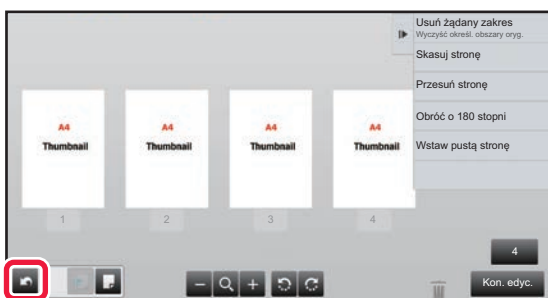 Usuń żądany zakres
Wyczyść określ. obszary oryg.
Skasuj stronę
Przesuń stronę
Obróć o 180 stopni
Wstaw pustą stronę
A4 A4 A4 A4
Thumbnail Thumbnail Thumbnail Thumbnail
1 2 3 4
4
Kon. edyc.